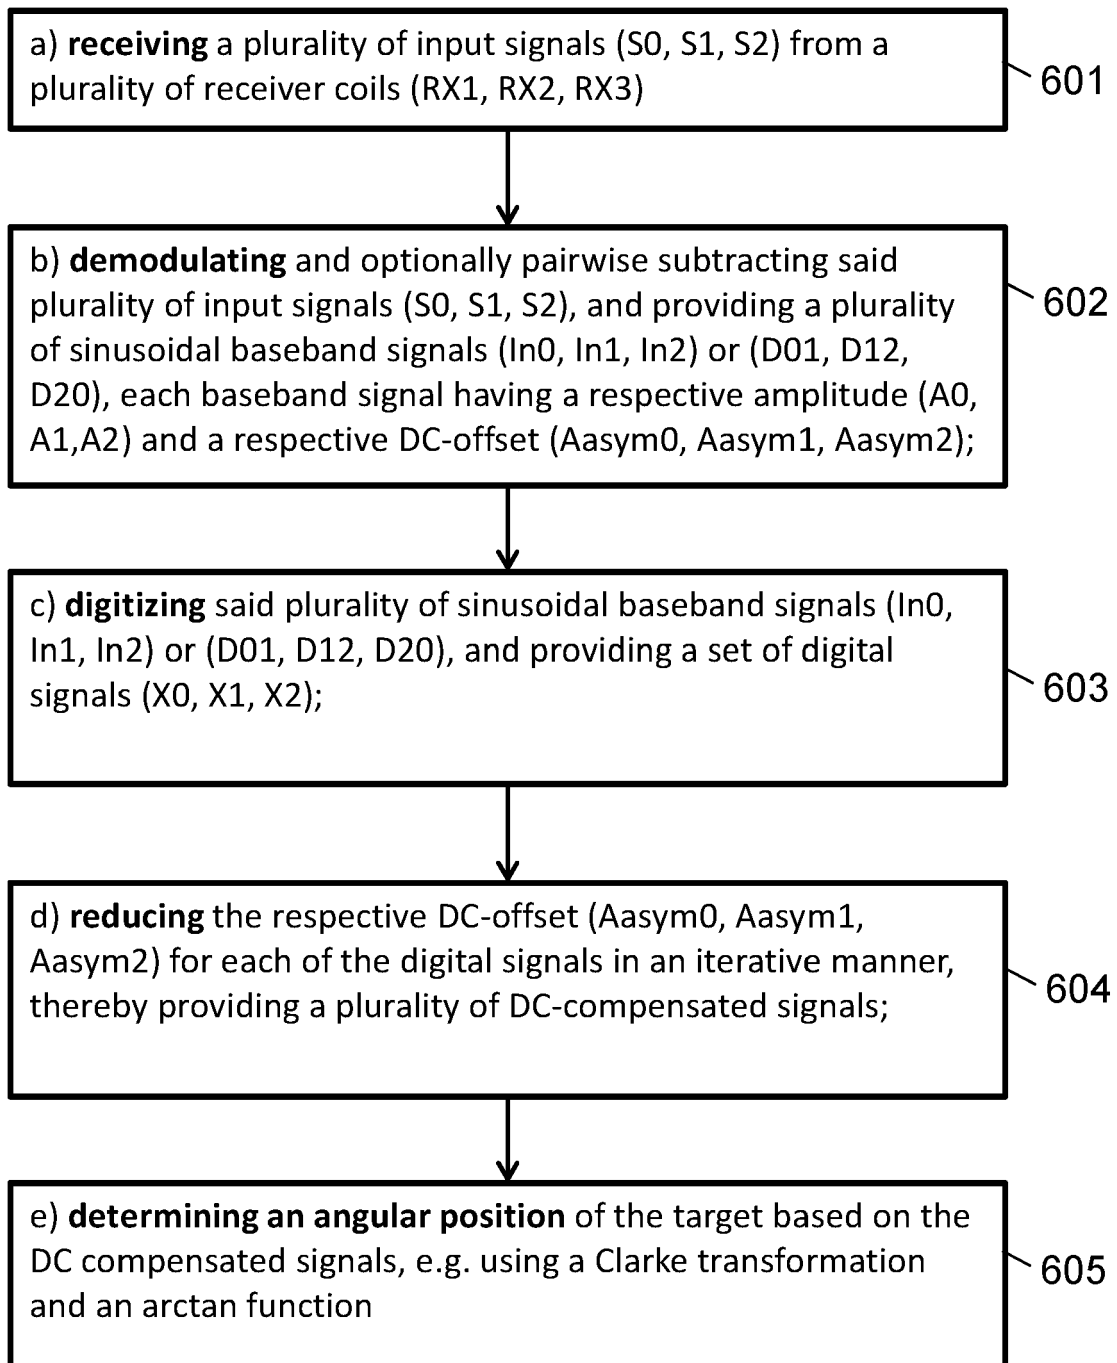 a) receiving a plurality of input signals (S0, S1, S2) from a
plurality of receiver coils (RX1, RX2, RX3)
601
b) demodulating and optionally pairwise subtracting said
plurality of input signals (S0, S1, S2), and providing a plurality
of sinusoidal baseband signals (In0, In1, In2) or (D01, D12,
D20), each baseband signal having a respective amplitude (A0,
A1,A2) and a respective DC-offset (Aasym0, Aasym1, Aasym2);
602
c) digitizing said plurality of sinusoidal baseband signals (In0,
In1, In2) or (D01, D12, D20), and providing a set of digital
signals (X0, X1, X2);
603
d) reducing the respective DC-offset (Aasym0, Aasym1,
Aasym2) for each of the digital signals in an iterative manner,
thereby providing a plurality of DC-compensated signals;
604
e) determining an angular position of the target based on the
DC compensated signals, e.g. using a Clarke transformation
and an arctan function
605